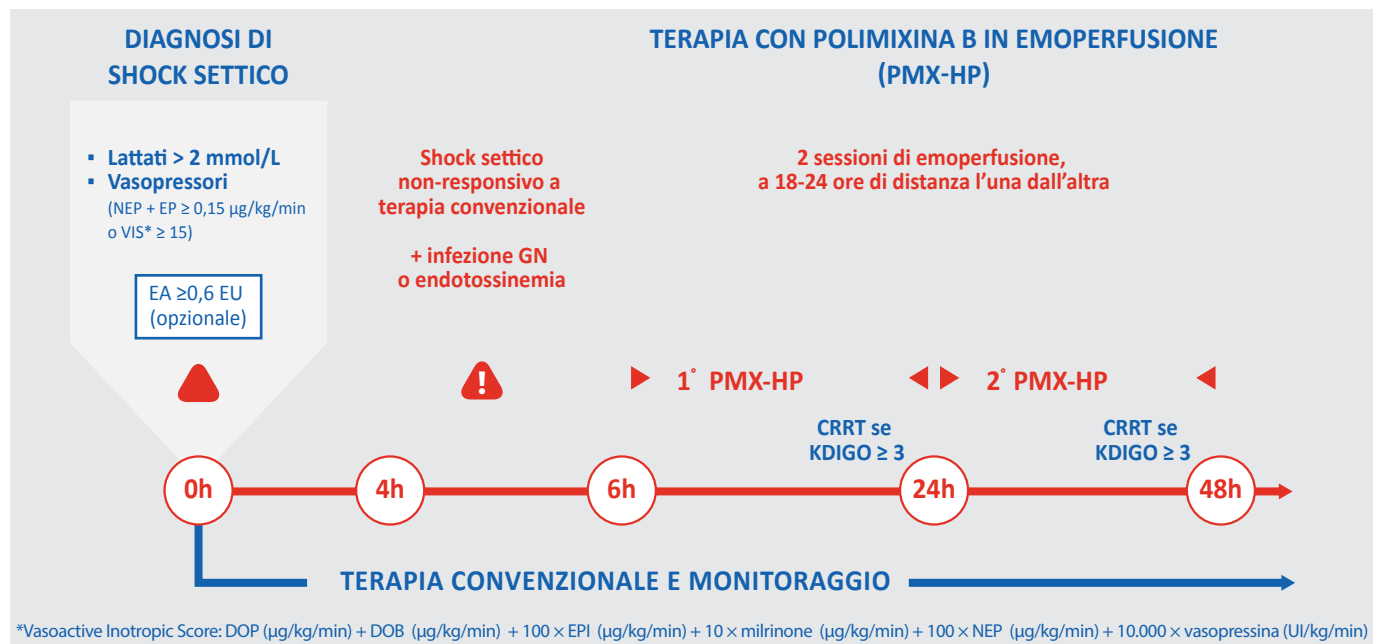 DIAGNOSI DI
SHOCK SETTICO
TERAPIA CON POLIMIXINA B IN EMOPERFUSIONE
(PMX-HP)
▪ Lattati > 2 mmol/L
▪ Vasopressori
(NEP + EP ≥ 0,15 µg/kg/min
o VIS* ≥ 15)
EA ≥0,6 EU
(opzionale)
Shock settico
non-responsivo a
terapia convenzionale
+ infezione GN
o endotossinemia
2 sessioni di emoperfusione,
a 18-24 ore di distanza l’una dall’altra
!
1° PMX-HP
2° PMX-HP
CRRT se
KDIGO ≥ 3
CRRT se
KDIGO ≥ 3
0h
4h
6h
24h
48h
TERAPIA CONVENZIONALE E MONITORAGGIO
*Vasoactive Inotropic Score: DOP (µg/kg/min) + DOB (µg/kg/min) + 100 × EPI (µg/kg/min) + 10 × milrinone (µg/kg/min) + 100 × NEP (µg/kg/min) + 10.000 × vasopressina (UI/kg/min)